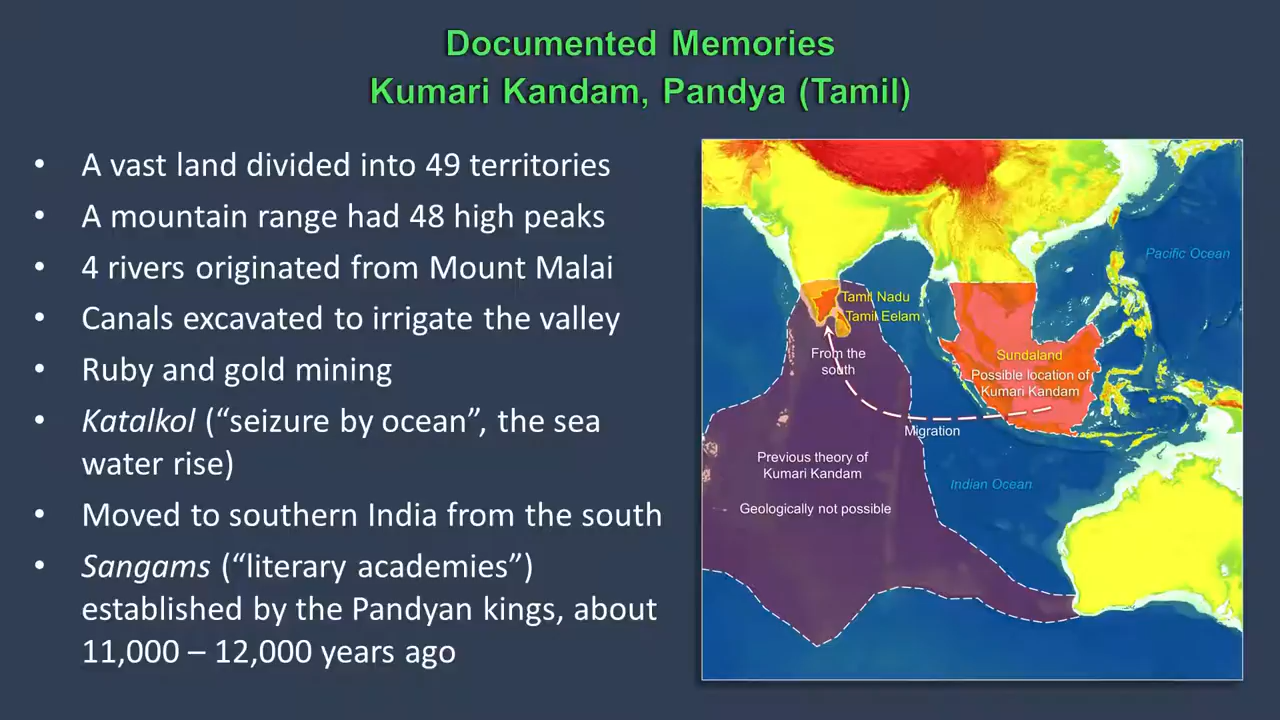 Documented Memories
Kumari Kandam, Pandya (Tamil)
• A vast land divided into 49 territories
• A mountain range had 48 high peaks
• 4 rivers originated from Mount Malai
• Canals excavated to irrigate the valley
• Ruby and gold mining
• Katalkol (“seizure by ocean”, the sea
water rise)
• Moved to southern India from the south
• Sangams (“literary academies”)
established by the Pandyan kings, about
11,000 – 12,000 years ago
Pacific Ocean
Tamil Nadu
Tamil Eelam
From the
south
Sundaland
Possible location of
Kumari Kandam
Migration
Previous theory of
Kumari Kandam
Geologically not possible
Indian Ocean